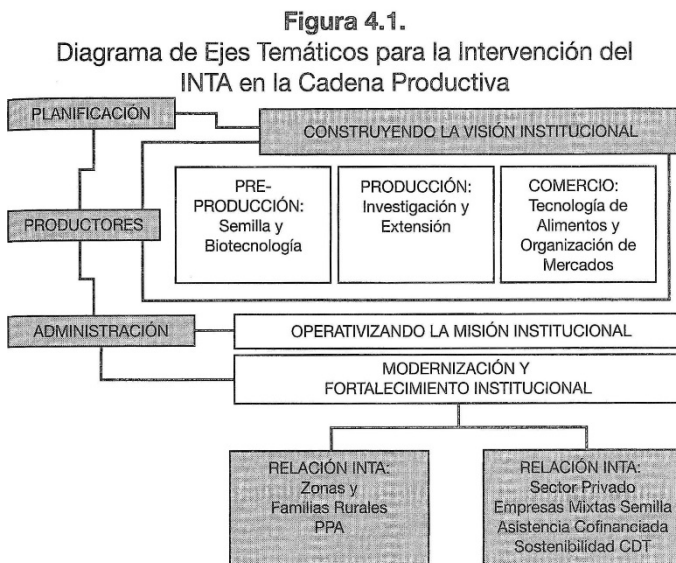 Figura 4.1.
Diagrama de Ejes Temáticos para la Intervención del
INTA en la Cadena Productiva
PLANIFICACIÓN
CONSTRUYENDO LA VISIÓN INSTITUCIONAL
PRE-
PRODUCCIÓN:
Semilla y
Biotecnología
PRODUCCIÓN:
Investigación y
Extensión
COMERCIO:
Tecnología de
Alimentos y
Organización de
Mercados
PRODUCTORES
ADMINISTRACIÓN
OPERATIVIZANDO LA MISIÓN INSTITUCIONAL
MODERNIZACIÓN Y
FORTALECIMIENTO INSTITUCIONAL
RELACIÓN INTA:
Zonas y
Familias Rurales
PPA
RELACIÓN INTA:
Sector Privado
Empresas Mixtas Semilla
Asistencia Cofinanciada
Sostenibilidad CDT